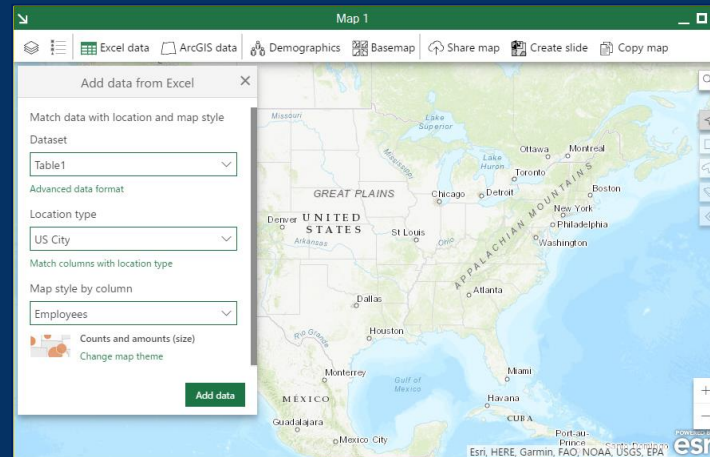 Map 1
Excel data ArcGIS data Demographics Basemap Share map Create slide Copy map
Add data from Excel
Match data with location and map style
Dataset
Table1
Advanced data format
Location type
US City
Match columns with location type
Map style by column
Employees
Counts and amounts (size)
Change map theme
Add data
Missouri
Lake
Superior
Mississippi
Ottawa Montreal
Lake
Huron
Toronto
GREAT PLAINS
Chicago Detroit
Boston
APPALACHIAN MOUNTAINS
New York
Denver UNITED
STATES
Philadelphia
Arkansas
St Louis
Ohio
Washington
Atlanta
Dallas
Rio Grande
Houston
Monterrey
Gulf of
Mexico
Miami
MÉXICO
Havana
CUBA
Guadalajara
Mexico City
Port-au-
Prince
Santo Domingo
Esri, HERE, Garmin, FAO, NOAA, USGS, EPA
POWERED BY
esri